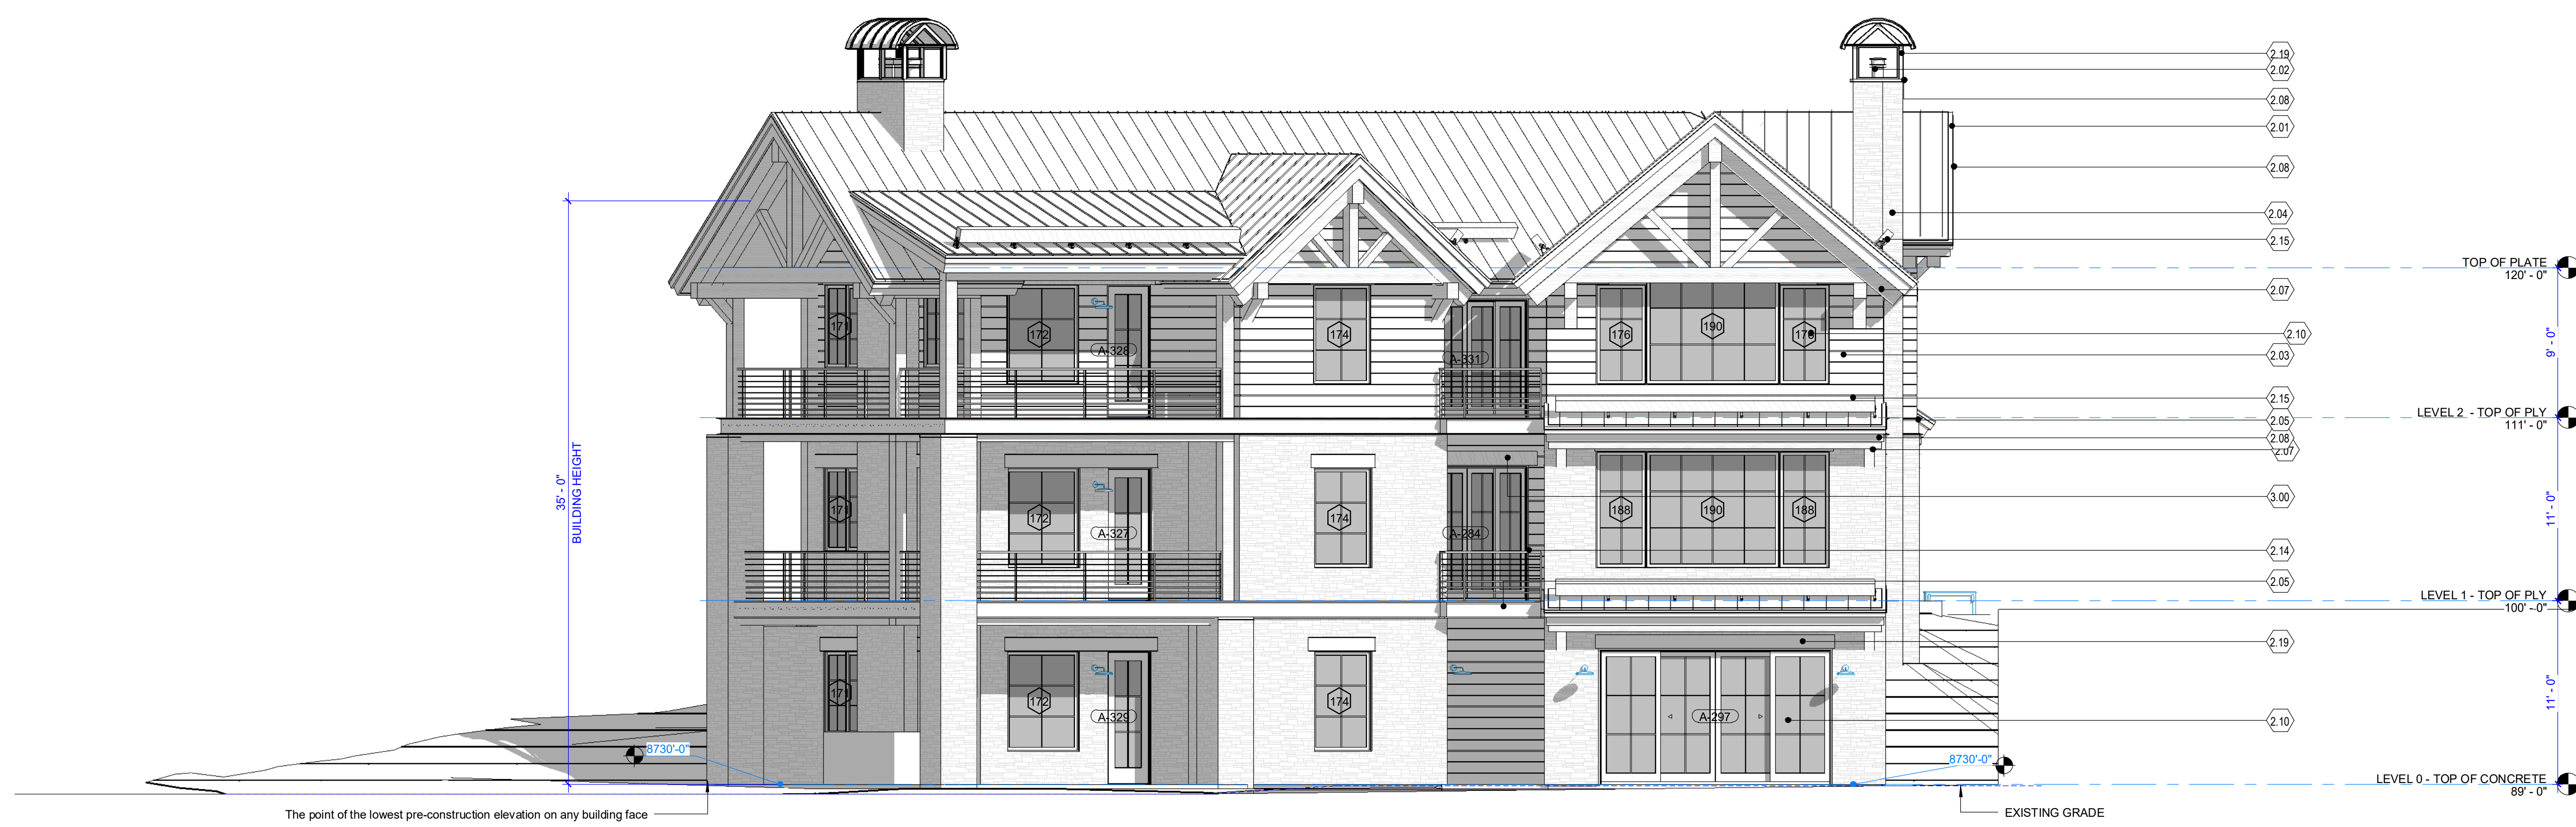 2.19
2.02
2.08
2.01
2.08
2.04
2.15
TOP OF PLATE
120' - 0"
2.07
171
172
A-328
174
A-331
176
190
176
2.10
2.03
9' - 0"
2.15
LEVEL 2 - TOP OF PLY
111' - 0"
2.05
2.08
2.07
35' - 0"
BUILDING HEIGHT
171
172
A-327
174
A-284
188
190
188
3.00
11' - 0"
2.14
2.05
LEVEL 1 - TOP OF PLY
100' - 0"
2.19
171
172
A-329
174
A-297
2.10
11' - 0"
8730'-0"
8730'-0"
LEVEL 0 - TOP OF CONCRETE
89' - 0"
The point of the lowest pre-construction elevation on any building face
EXISTING GRADE